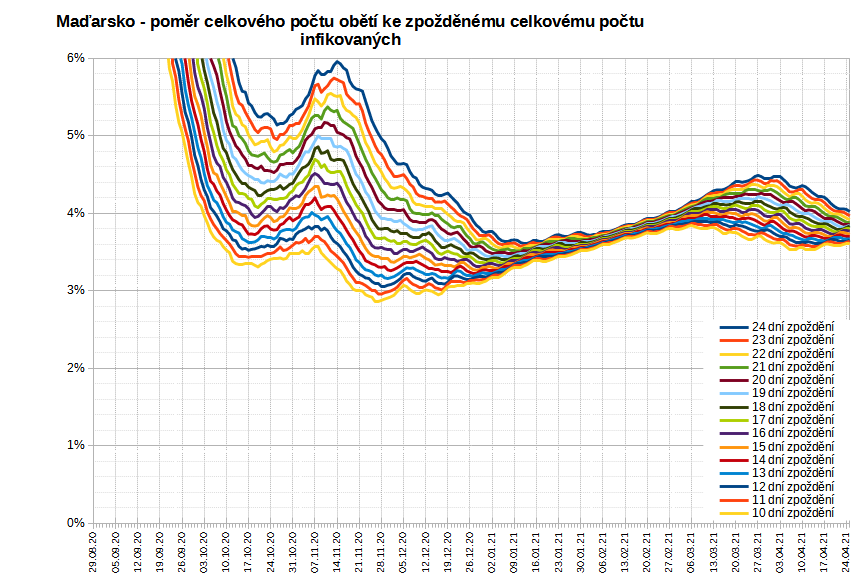 Maďarsko - poměr celkového počtu obětí ke zpožděnému celkovému počtu
infikovaných
6%
5%
4%
3%
2%
1%
0%
24 dní zpoždění
23 dní zpoždění
22 dní zpoždění
21 dní zpoždění
20 dní zpoždění
19 dní zpoždění
18 dní zpoždění
17 dní zpoždění
16 dní zpoždění
15 dní zpoždění
14 dní zpoždění
13 dní zpoždění
12 dní zpoždění
11 dní zpoždění
10 dní zpoždění
29.08.20
05.09.20
12.09.20
19.09.20
26.09.20
03.10.20
10.10.20
17.10.20
24.10.20
31.10.20
07.11.20
14.11.20
21.11.20
28.11.20
05.12.20
12.12.20
19.12.20
26.12.20
02.01.21
09.01.21
16.01.21
23.01.21
30.01.21
06.02.21
13.02.21
20.02.21
27.02.21
06.03.21
13.03.21
20.03.21
27.03.21
03.04.21
10.04.21
17.04.21
24.04.21